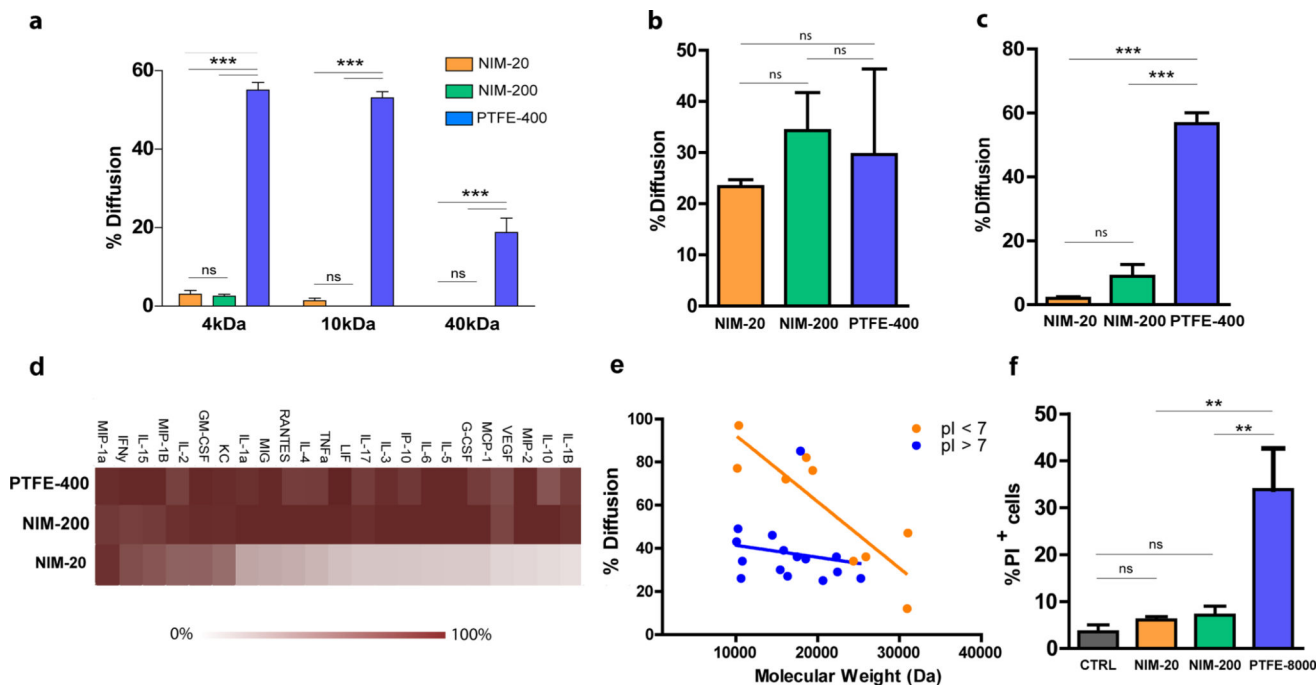 a
% Diffusion
60
40
20
0
***
***
***
ns
ns
ns
4kDa
10kDa
40kDa
NIM-20
NIM-200
PTFE-400
b
%Diffusion
50
40
30
20
10
0
ns
ns
ns
NIM-20 NIM-200 PTFE-400
c
%Diffusion
80
60
40
20
0
***
***
ns
NIM-20 NIM-200 PTFE-400
d
MIP-1a
IFNy
IL-15
MIP-1B
IL-2
GM-CSF
KC
IL-1a
MIG
RANTES
IL-4
TNFa
LIF
IL-17
IL-3
IP-10
IL-6
IL-5
G-CSF
MCP-1
VEGF
MIP-2
IL-10
IL-1B
PTFE-400
NIM-200
NIM-20
0% 100%
e
% Diffusion
100
80
60
40
20
0
10000 20000 30000 40000
Molecular Weight (Da)
pI < 7
pI > 7
f
%PI + cells
50
40
30
20
10
0
**
**
ns
ns
CTRL NIM-20 NIM-200 PTFE-8000